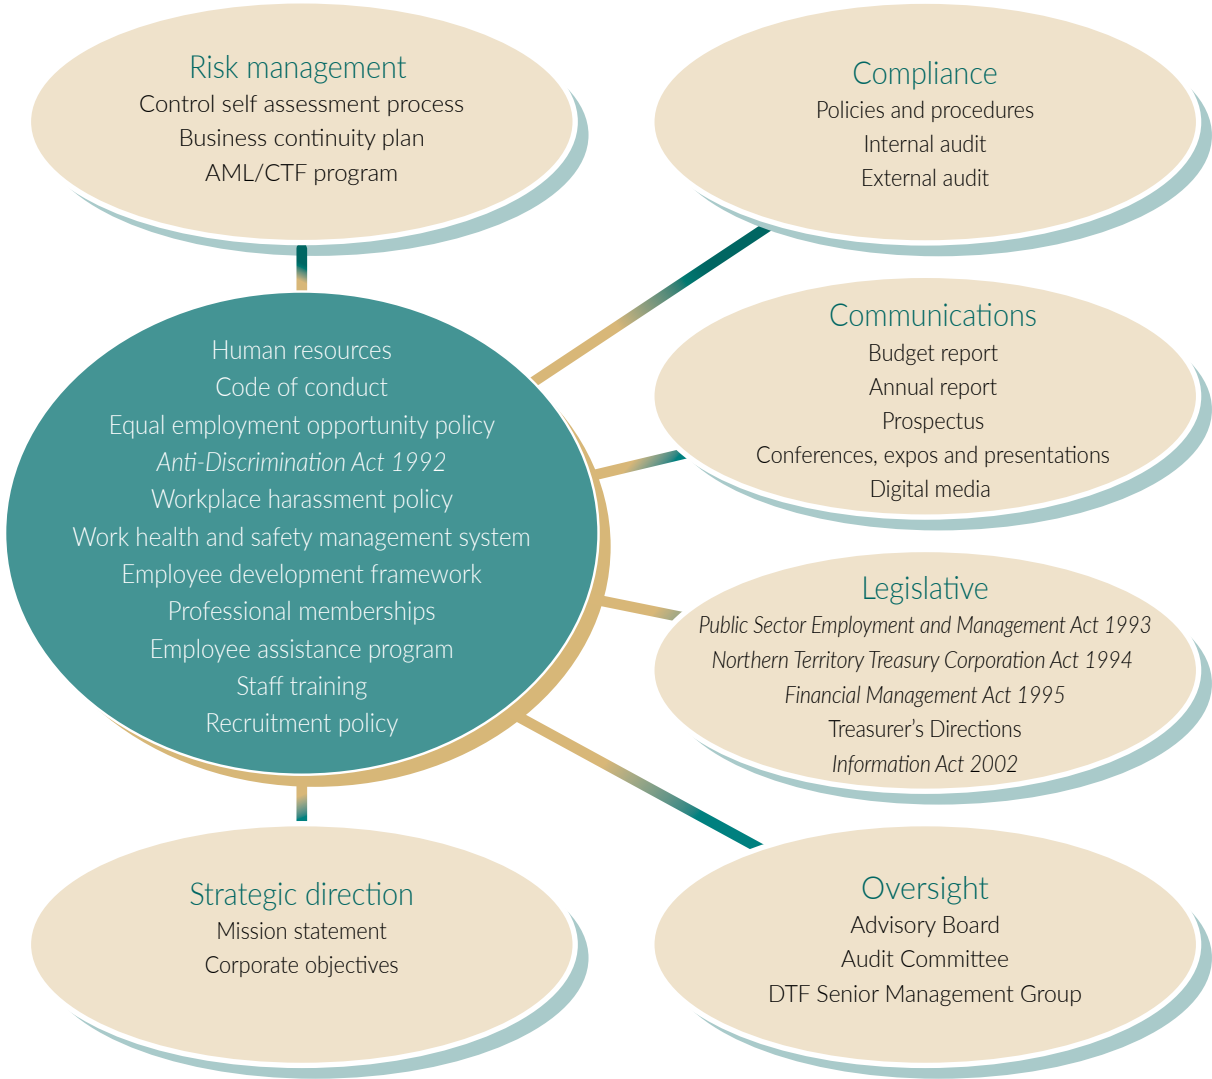 Risk management
Control self assessment process
Business continuity plan
AML/CTF program
Compliance
Policies and procedures
Internal audit
External audit
Human resources
Code of conduct
Equal employment opportunity policy
Anti-Discrimination Act 1992
Workplace harassment policy
Work health and safety management system
Employee development framework
Professional memberships
Employee assistance program
Staff training
Recruitment policy
Communications
Budget report
Annual report
Prospectus
Conferences, expos and presentations
Digital media
Legislative
Public Sector Employment and Management Act 1993
Northern Territory Treasury Corporation Act 1994
Financial Management Act 1995
Treasurer’s Directions
Information Act 2002
Strategic direction
Mission statement
Corporate objectives
Oversight
Advisory Board
Audit Committee
DTF Senior Management Group